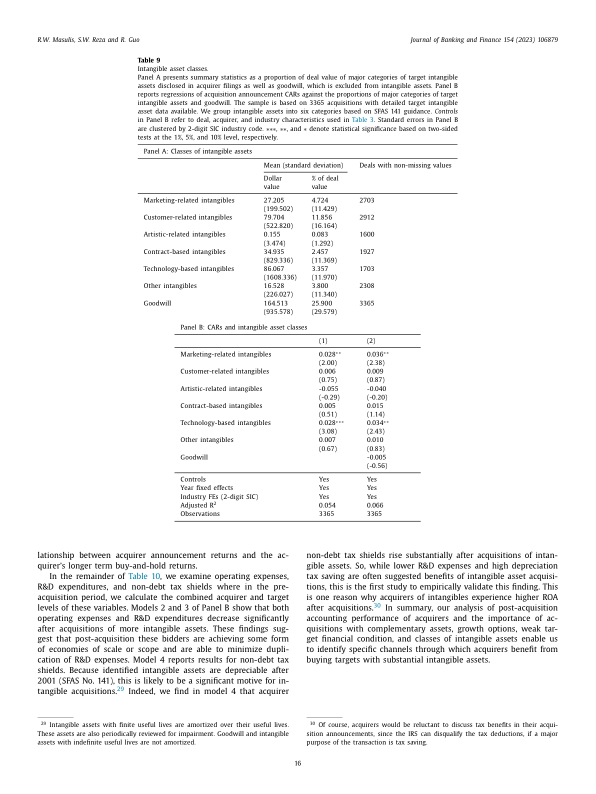 R.W. Masulis, S.W. Reza and R. Guo
Journal of Banking and Finance 154 (2023) 106879
Table 9
Intangible asset classes.
Panel A presents summary statistics as a proportion of deal value of major categories of target intangible
assets disclosed in acquirer filings as well as goodwill, which is excluded from intangible assets. Panel B
reports regressions of acquisition announcement CARs against the proportions of major categories of target
intangible assets and goodwill. The sample is based on 3365 acquisitions with detailed target intangible
asset data available. We group intangible assets into six categories based on SFAS 141 guidance. Controls
in Panel B refer to deal, acquirer, and industry characteristics used in Table 3. Standard errors in Panel B
are clustered by 2-digit SIC industry code. ∗∗∗, ∗∗, and ∗ denote statistical significance based on two-sided
tests at the 1%, 5%, and 10% level, respectively.
Panel A: Classes of intangible assets
Mean (standard deviation) Deals with non-missing values
Dollar value % of deal value
Marketing-related intangibles 27.205 4.724 2703
(199.502) (11.429)
Customer-related intangibles 79.704 11.856 2912
(522.820) (16.164)
Artistic-related intangibles 0.155 0.083 1600
(3.474) (1.292)
Contract-based intangibles 34.935 2.457 1927
(829.336) (11.369)
Technology-based intangibles 86.067 3.357 1703
(1608.336) (11.970)
Other intangibles 16.528 3.800 2308
(226.027) (11.340)
Goodwill 164.513 25.900 3365
(935.578) (29.579)
Panel B: CARs and intangible asset classes
(1) (2)
Marketing-related intangibles 0.028∗∗ 0.036∗∗
(2.00) (2.38)
Customer-related intangibles 0.006 0.009
(0.75) (0.87)
Artistic-related intangibles -0.055 -0.040
(-0.29) (-0.20)
Contract-based intangibles 0.005 0.015
(0.51) (1.14)
Technology-based intangibles 0.028∗∗∗ 0.034∗∗
(3.08) (2.43)
Other intangibles 0.007 0.010
(0.67) (0.83)
Goodwill -0.005
(-0.56)
Controls Yes Yes
Year fixed effects Yes Yes
Industry FEs (2-digit SIC) Yes Yes
Adjusted R2 0.054 0.066
Observations 3365 3365
lationship between acquirer announcement returns and the ac-
quirer's longer term buy-and-hold returns.
In the remainder of Table 10, we examine operating expenses,
R&D expenditures, and non-debt tax shields where in the pre-
acquisition period, we calculate the combined acquirer and target
levels of these variables. Models 2 and 3 of Panel B show that both
operating expenses and R&D expenditures decrease significantly
after acquisitions of more intangible assets. These findings sug-
gest that post-acquisition these bidders are achieving some form
of economies of scale or scope and are able to minimize dupli-
cation of R&D expenses. Model 4 reports results for non-debt tax
shields. Because identified intangible assets are depreciable after
2001 (SFAS No. 141), this is likely to be a significant motive for in-
tangible acquisitions.29 Indeed, we find in model 4 that acquirer
non-debt tax shields rise substantially after acquisitions of intan-
gible assets. So, while lower R&D expenses and high depreciation
tax saving are often suggested benefits of intangible asset acquisi-
tions, this is the first study to empirically validate this finding. This
is one reason why acquirers of intangibles experience higher ROA
after acquisitions.30 In summary, our analysis of post-acquisition
accounting performance of acquirers and the importance of ac-
quisitions with complementary assets, growth options, weak tar-
get financial condition, and classes of intangible assets enable us
to identify specific channels through which acquirers benefit from
buying targets with substantial intangible assets.
29 Intangible assets with finite useful lives are amortized over their useful lives.
These assets are also periodically reviewed for impairment. Goodwill and intangible
assets with indefinite useful lives are not amortized.
30 Of course, acquirers would be reluctant to discuss tax benefits in their acqui-
sition announcements, since the IRS can disqualify the tax deductions, if a major
purpose of the transaction is tax saving.
16